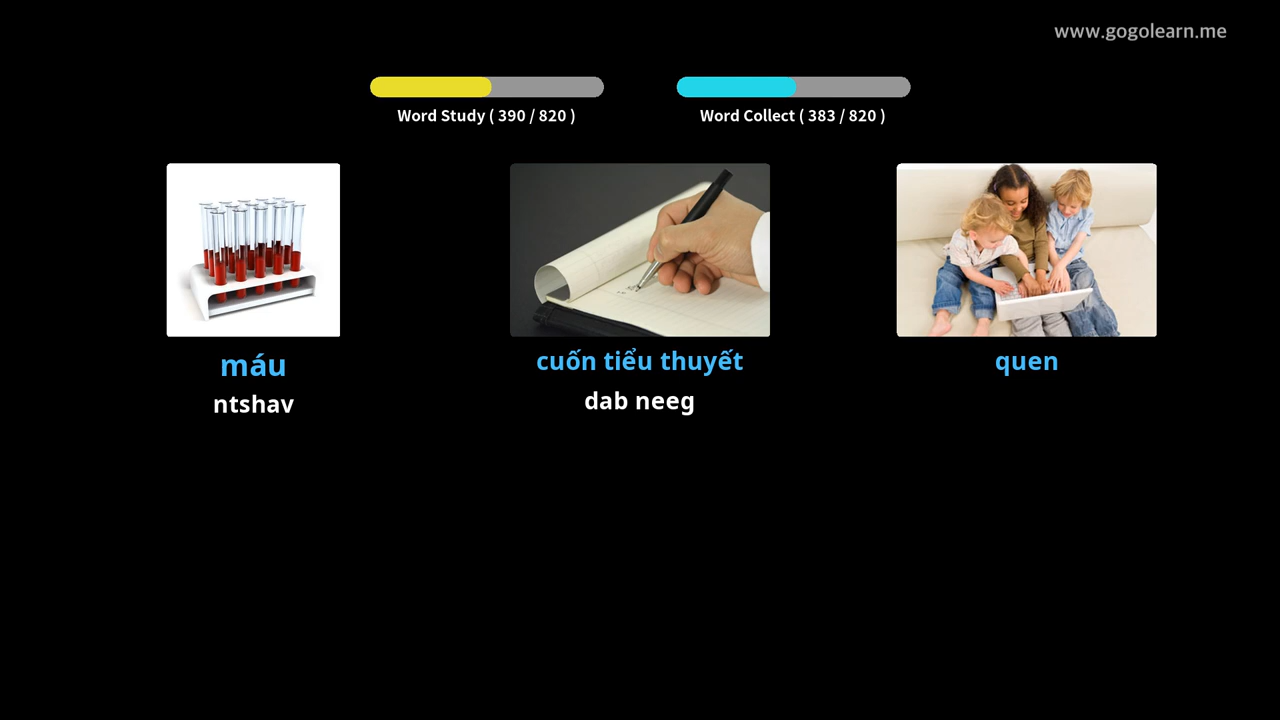 www.gogolearn.me
Word Study ( 390 / 820 )
Word Collect ( 383 / 820 )
máu
ntshav
cuốn tiểu thuyết
dab neeg
quen